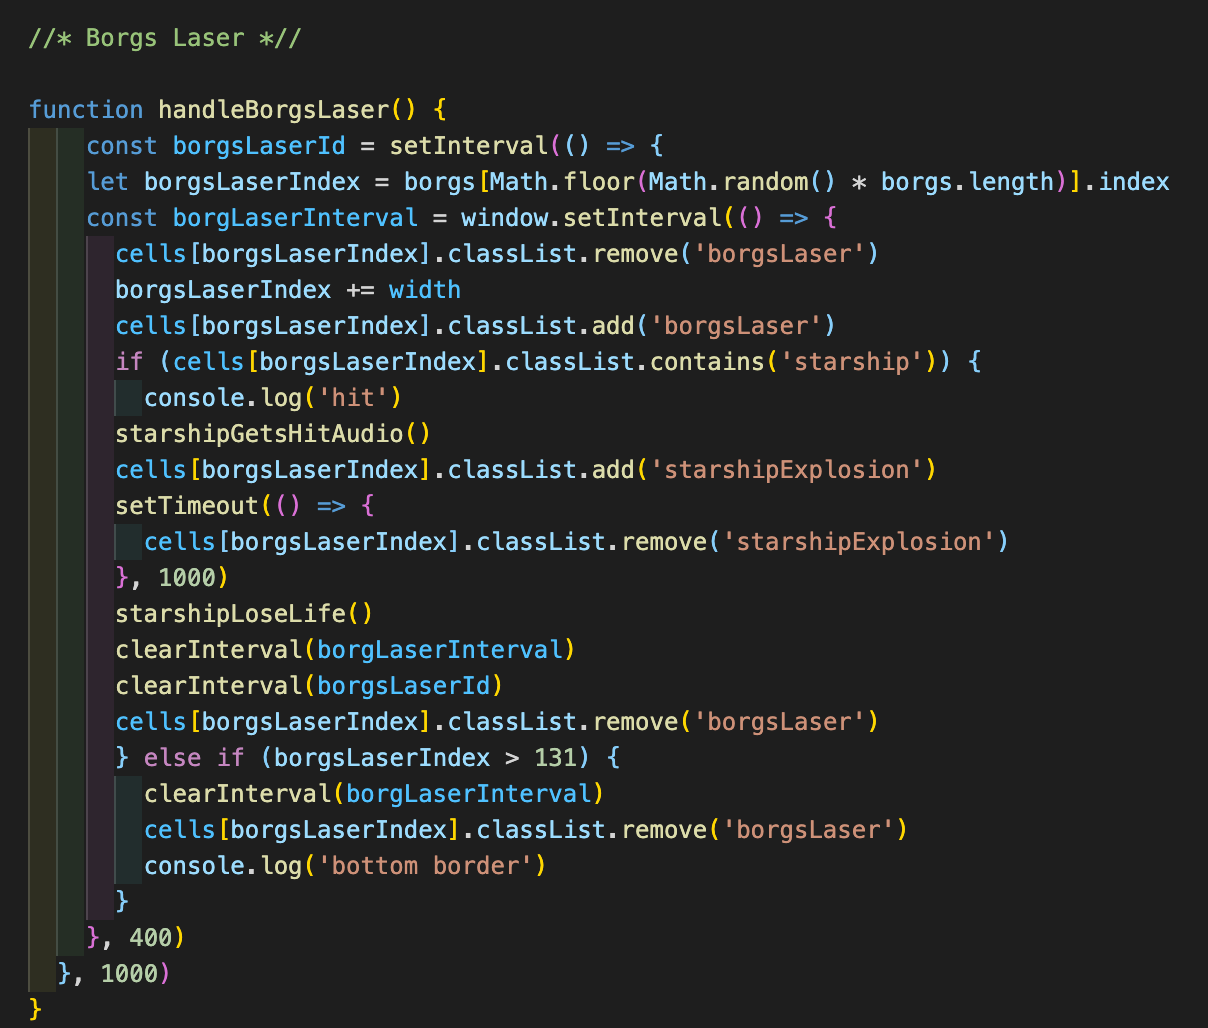 //* Borgs Laser *//
function handleBorgsLaser() {
const borgsLaserId = setInterval(() => {
let borgsLaserIndex = borgs[Math.floor(Math.random() * borgs.length)].index
const borgLaserInterval = window.setInterval(() => {
cells[borgsLaserIndex].classList.remove('borgsLaser')
borgsLaserIndex += width
cells[borgsLaserIndex].classList.add('borgsLaser')
if (cells[borgsLaserIndex].classList.contains('starship')) {
console.log('hit')
starshipGetsHitAudio()
cells[borgsLaserIndex].classList.add('starshipExplosion')
setTimeout(() => {
cells[borgsLaserIndex].classList.remove('starshipExplosion')
}, 1000)
starshipLoseLife()
clearInterval(borgLaserInterval)
clearInterval(borgsLaserId)
cells[borgsLaserIndex].classList.remove('borgsLaser')
} else if (borgsLaserIndex > 131) {
clearInterval(borgLaserInterval)
cells[borgsLaserIndex].classList.remove('borgsLaser')
console.log('bottom border')
}
}, 400)
}, 1000)
}